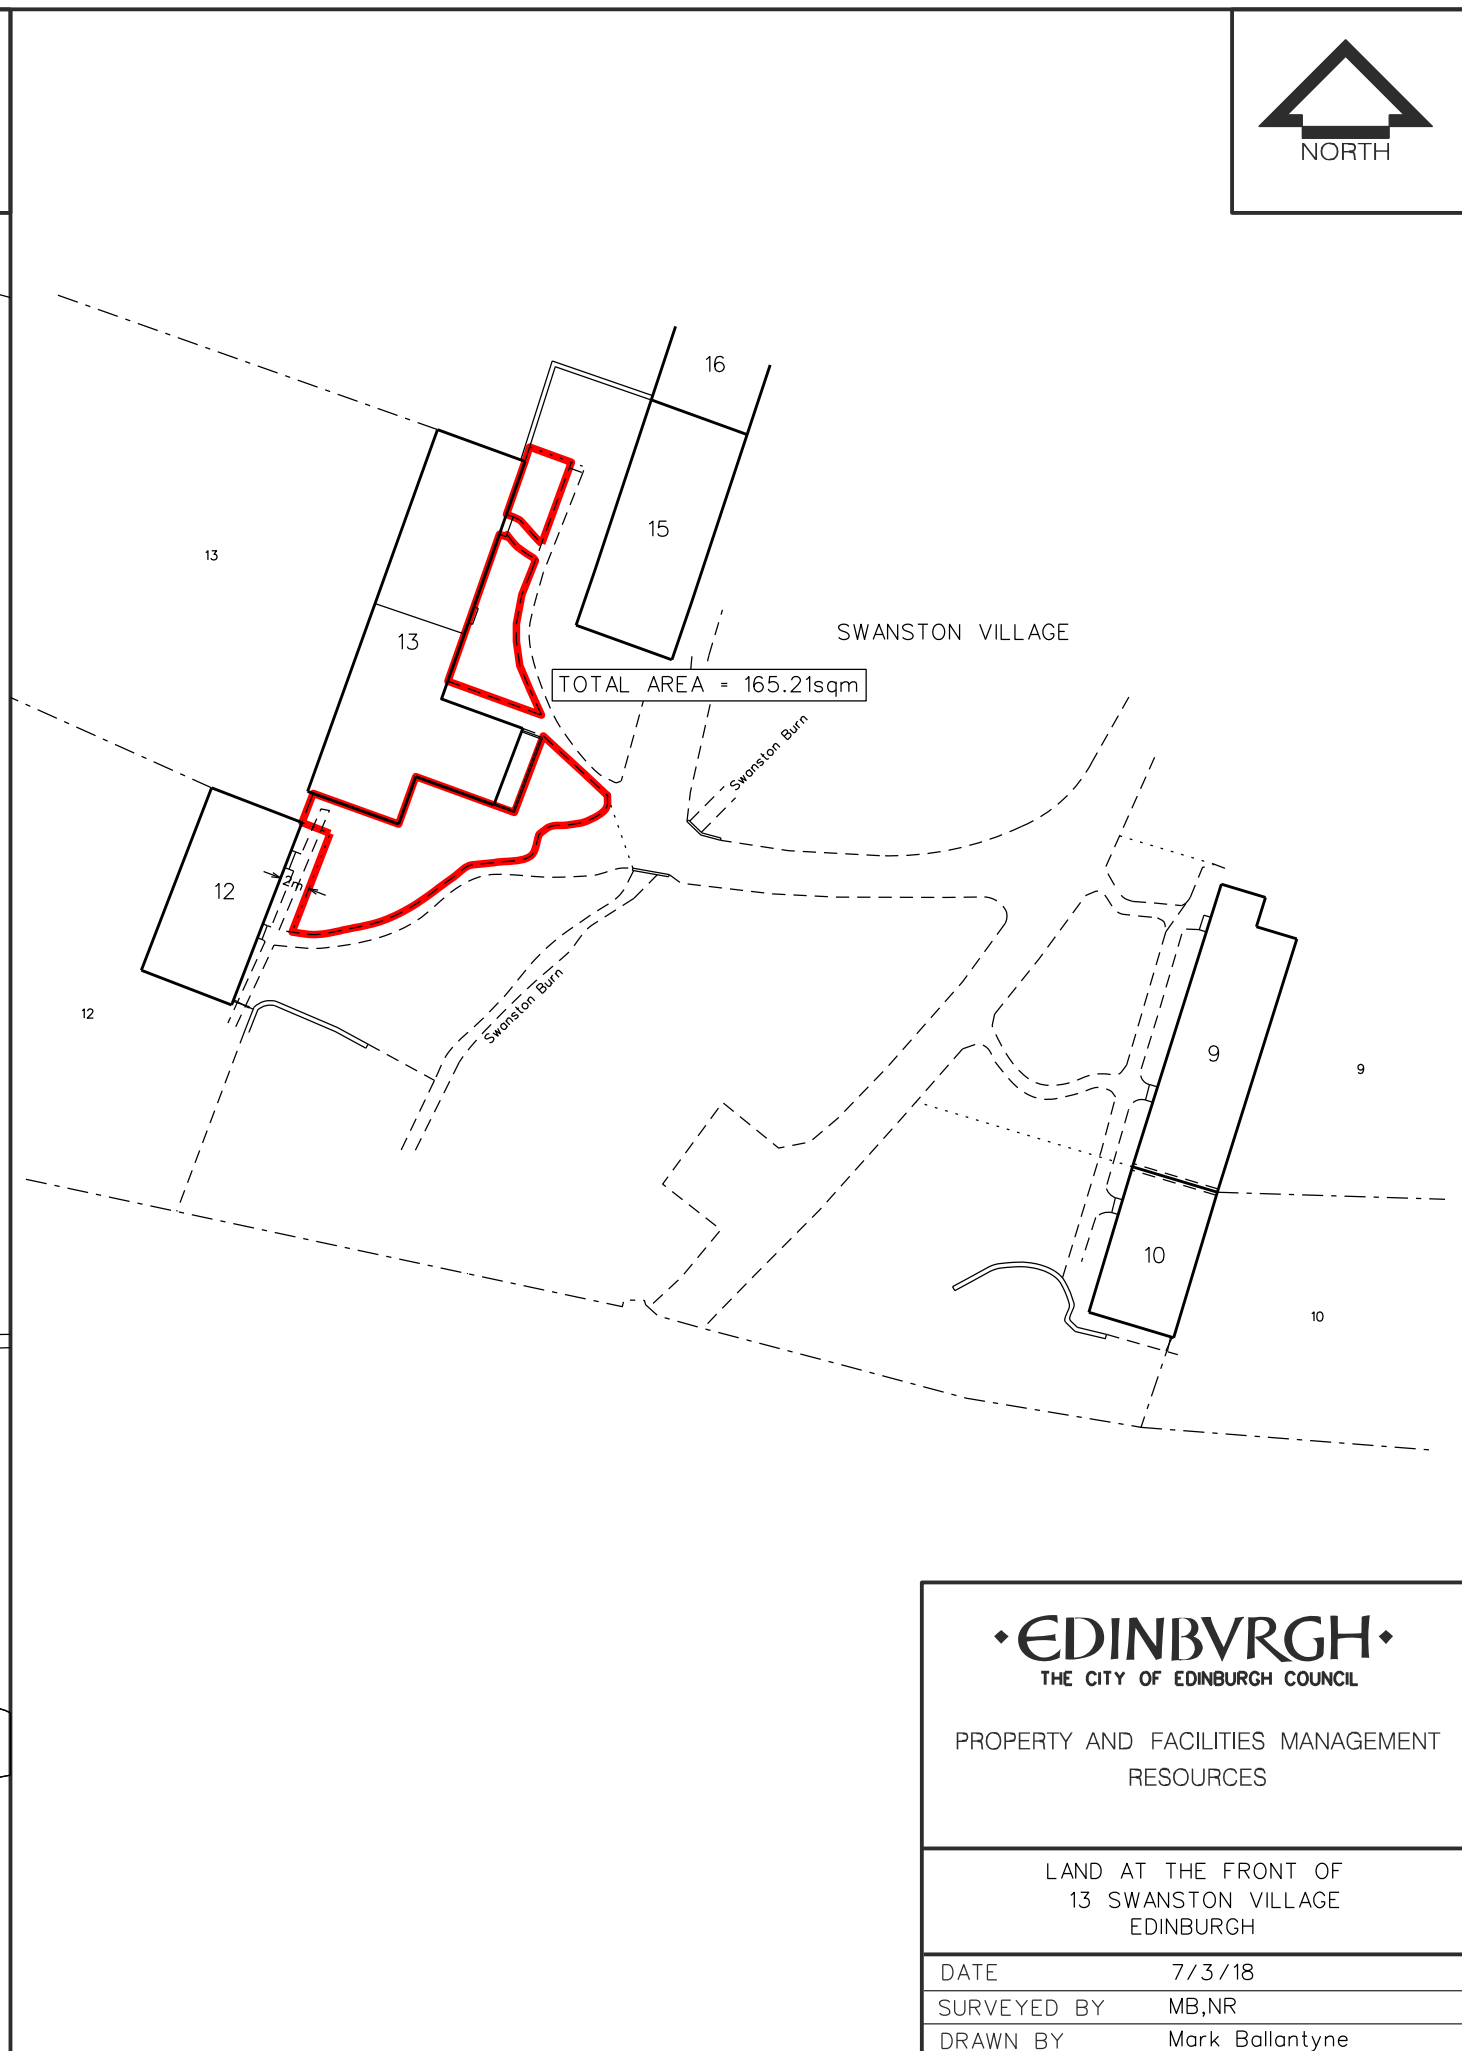 NORTH
16
15
13
13
SWANSTON VILLAGE
TOTAL AREA = 165.21sqm
Swanston Burn
12
2m
12
Swanston Burn
9
9
10
10
EDINBVRGH
THE CITY OF EDINBURGH COUNCIL
PROPERTY AND FACILITIES MANAGEMENT
RESOURCES
LAND AT THE FRONT OF
13 SWANSTON VILLAGE
EDINBURGH
DATE 7/3/18
SURVEYED BY MB,NR
DRAWN BY Mark Ballantyne